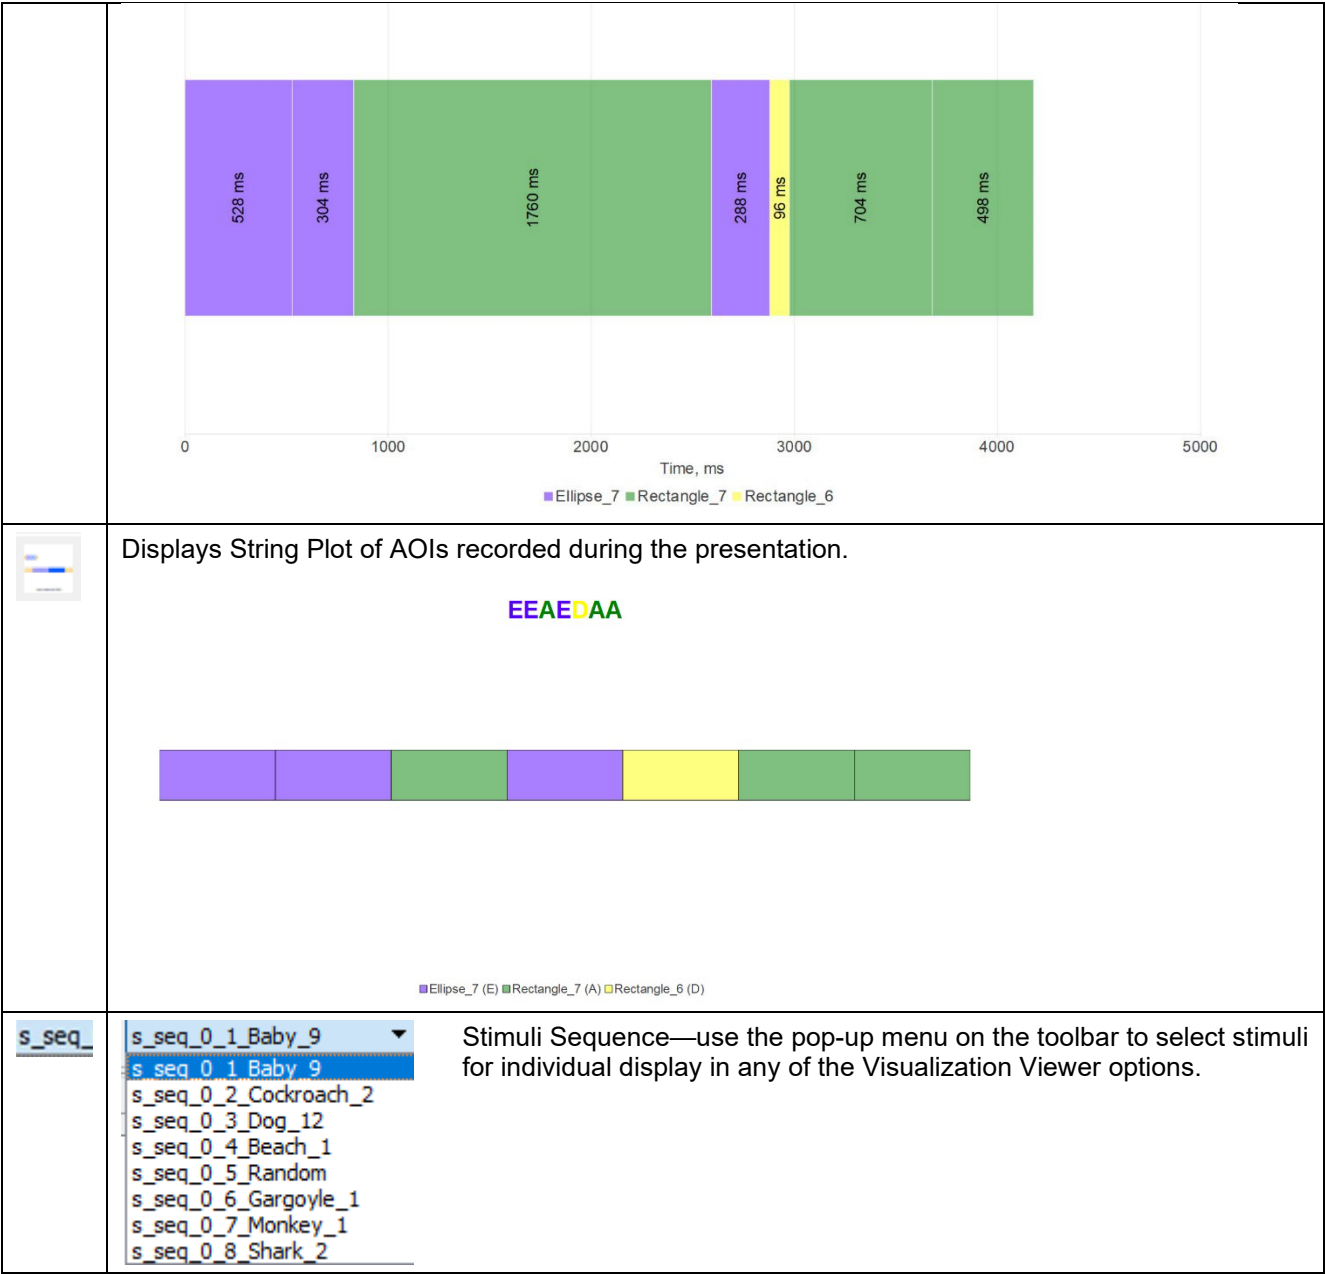 528 ms
304 ms
1760 ms
288 ms
96 ms
704 ms
498 ms
0 1000 2000 3000 4000 5000
Time, ms
Ellipse_7 Rectangle_7 Rectangle_6
Displays String Plot of AOIs recorded during the presentation.
EEAEDAA
Ellipse_7 (E) Rectangle_7 (A) Rectangle_6 (D)
s_seq_
s_seq_0_1_Baby_9
s_seq_0_1_Baby_9
s_seq_0_2_Cockroach_2
s_seq_0_3_Dog_12
s_seq_0_4_Beach_1
s_seq_0_5_Random
s_seq_0_6_Gargoyle_1
s_seq_0_7_Monkey_1
s_seq_0_8_Shark_2
Stimuli Sequence—use the pop-up menu on the toolbar to select stimuli
for individual display in any of the Visualization Viewer options.